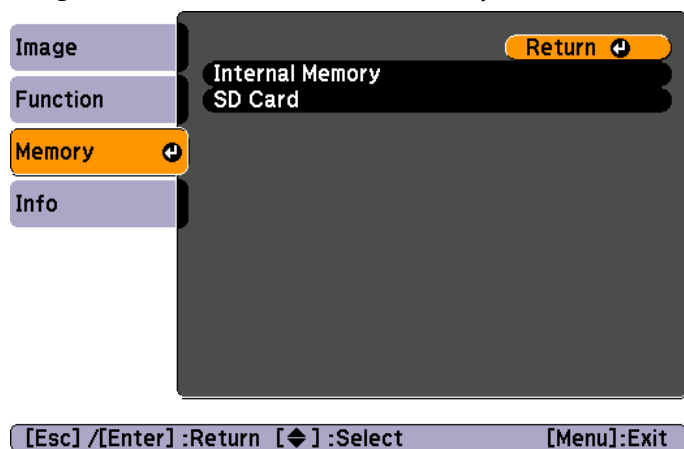 Image
Function
Memory
Info
Return
Internal Memory
SD Card
[Esc] /[Enter] :Return [◆] :Select [Menu]:Exit